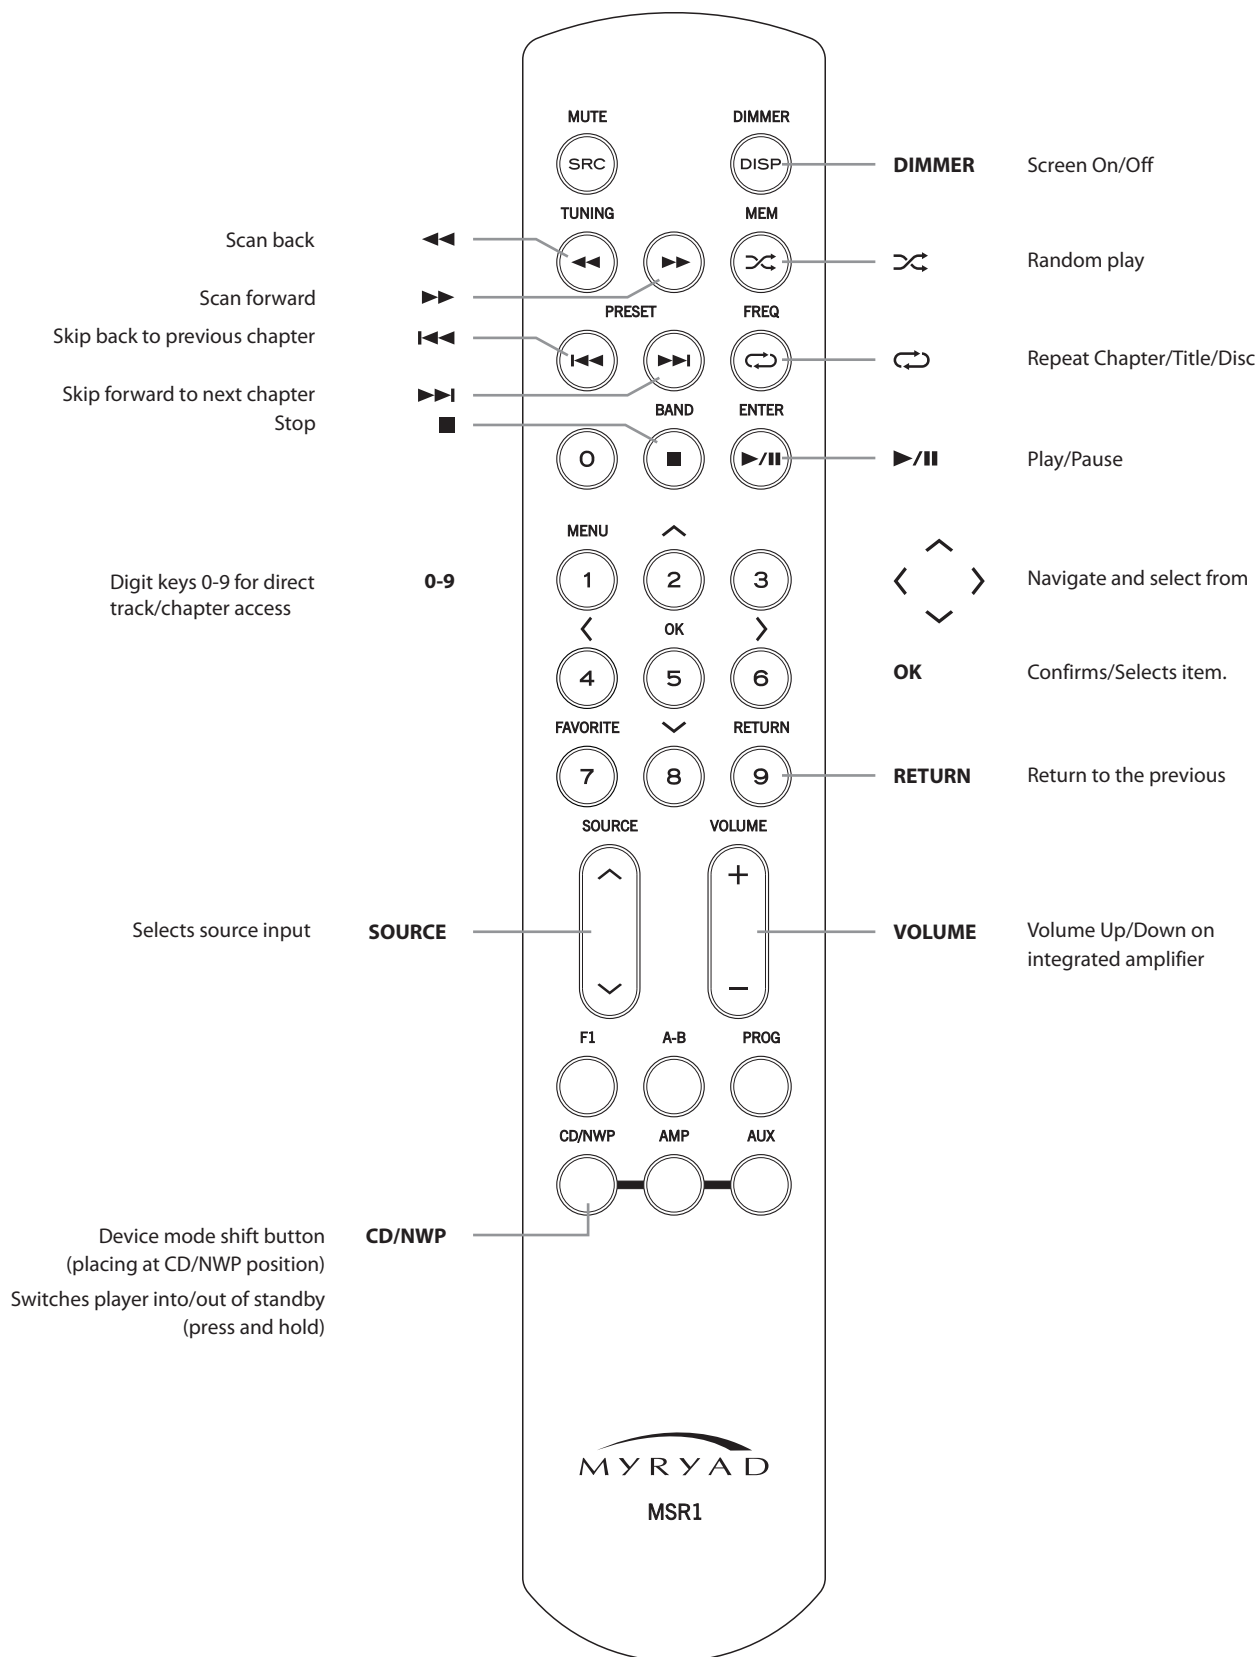 MUTE DIMMER
SRC DISP
DIMMER Screen On/Off
TUNING MEM
Scan back
Random play
Scan forward
PRESET FREQ
Skip back to previous chapter
Repeat Chapter/Title/Disc
Skip forward to next chapter
BAND ENTER
Stop
0
Play/Pause
MENU
1 2 3
Digit keys 0-9 for direct 0-9
track/chapter access
Navigate and select from
OK
4 5 6
OK Confirms/Selects item.
FAVORITE RETURN
7 8 9
RETURN Return to the previous
SOURCE VOLUME
+
Selects source input SOURCE
VOLUME Volume Up/Down on
integrated amplifier
−
F1 A-B PROG
CD/NWP AMP AUX
Device mode shift button CD/NWP
(placing at CD/NWP position)
Switches player into/out of standby
(press and hold)
MYRYAD
MSR1